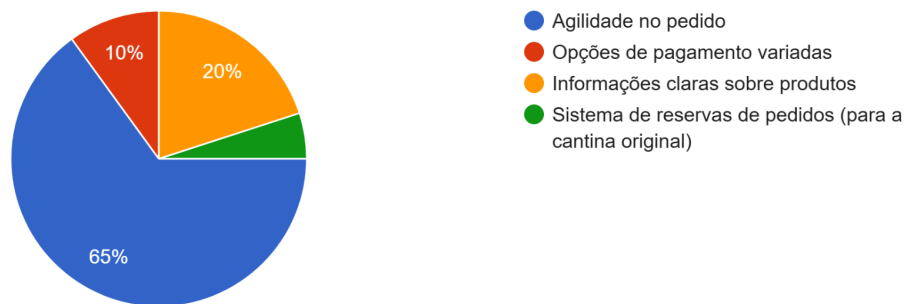 Agilidade no pedido
Opções de pagamento variadas
Informações claras sobre produtos
Sistema de reservas de pedidos (para a
cantina original)
10%
20%
65%